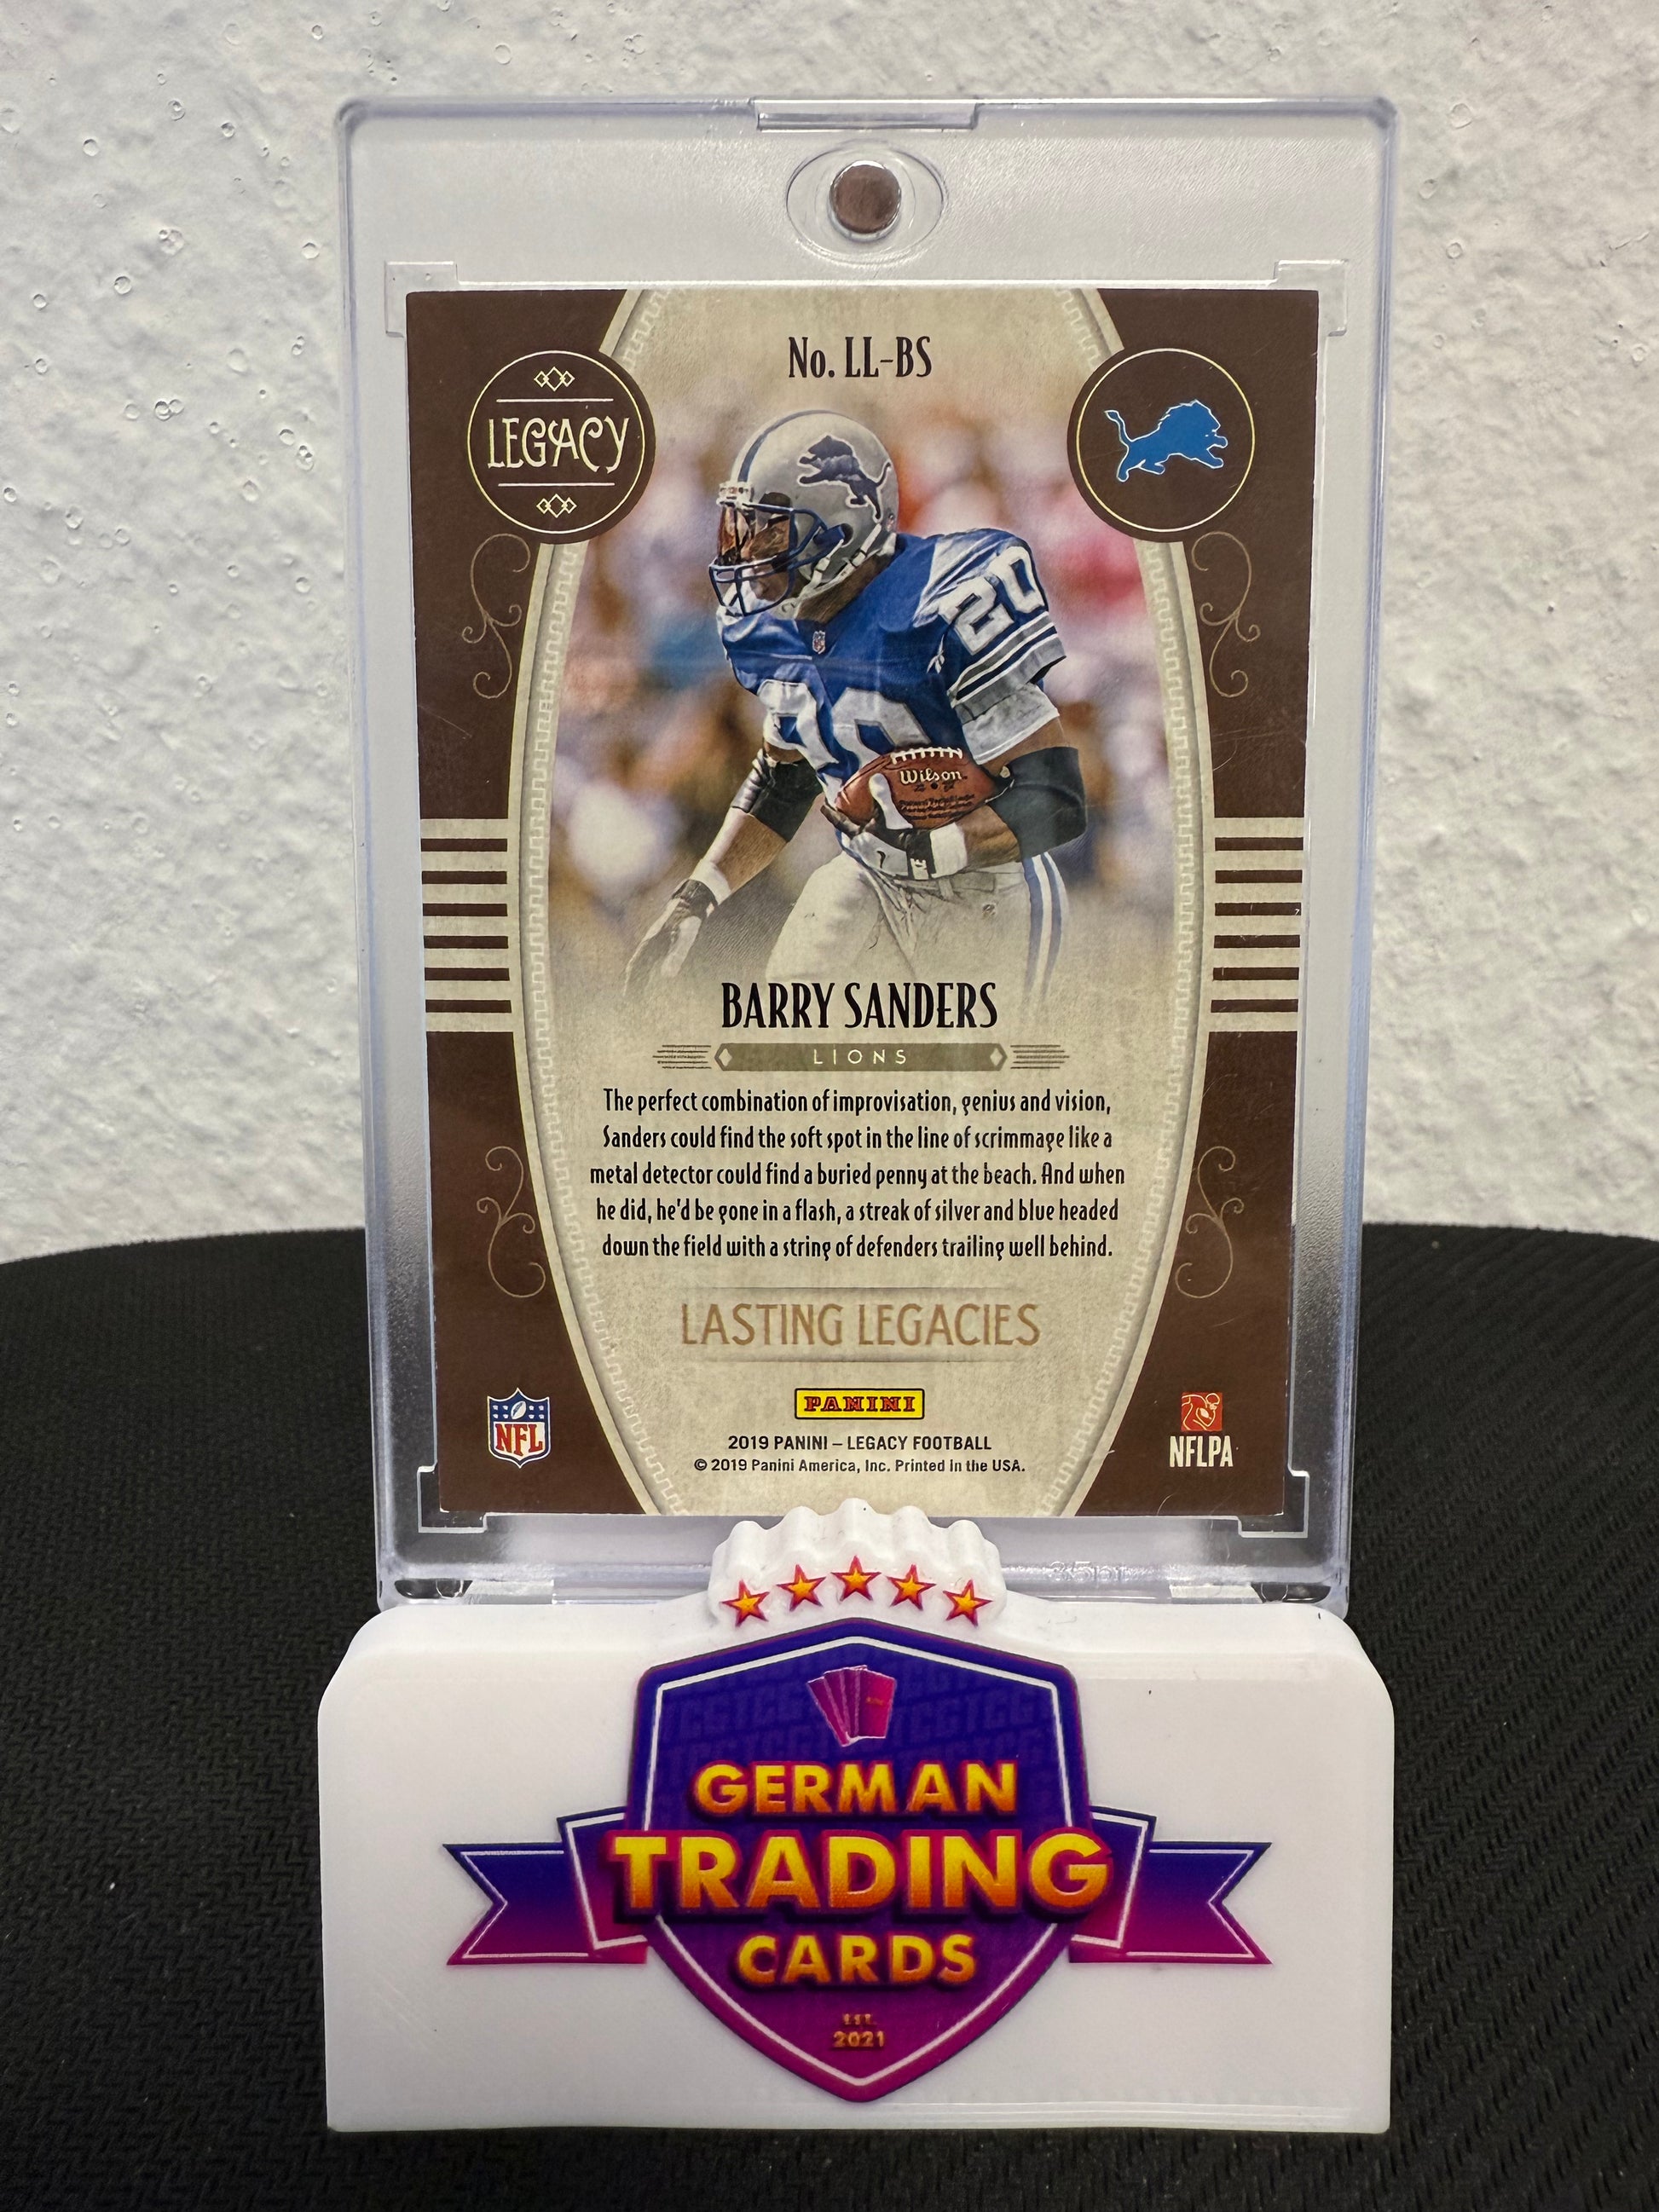 No. LL-BS
LEGACY
20
20
Wilson
BARRY SANDERS
LIONS
The perfect combination of improvisation, genius and vision,
Sanders could find the soft spot in the line of scrimmage like a
metal detector could find a buried penny at the beach. And when
he did, he'd be gone in a flash, a streak of silver and blue headed
down the field with a string of defenders trailing well behind.
LASTING LEGACIES
PANINI
NFL
2019 PANINI – LEGACY FOOTBALL
© 2019 Panini America, Inc. Printed in the USA.
NFLPA
GERMAN
TRADING
CARDS
EST.
2021